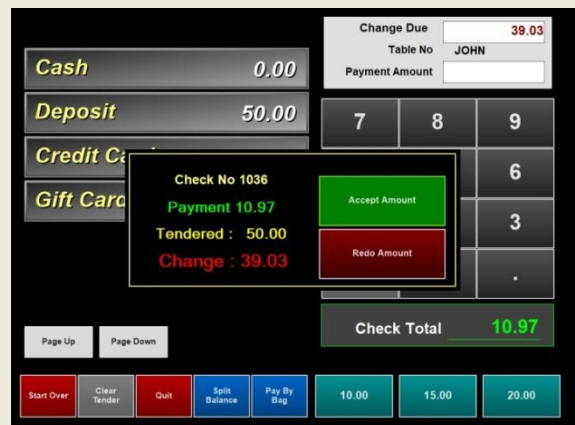 Change Due 39.03
Table No JOHN
Payment Amount
Cash 0.00
Deposit 50.00
Credit
Gift Card
7 8 9
6
3
.
Check No 1036
Payment 10.97
Tendered : 50.00
Change : 39.03
Accept Amount
Redo Amount
Check Total 10.97
Page Up Page Down
Start Over
Clear Tender
Quit
Split Balance
Pay By Bag
10.00 15.00 20.00